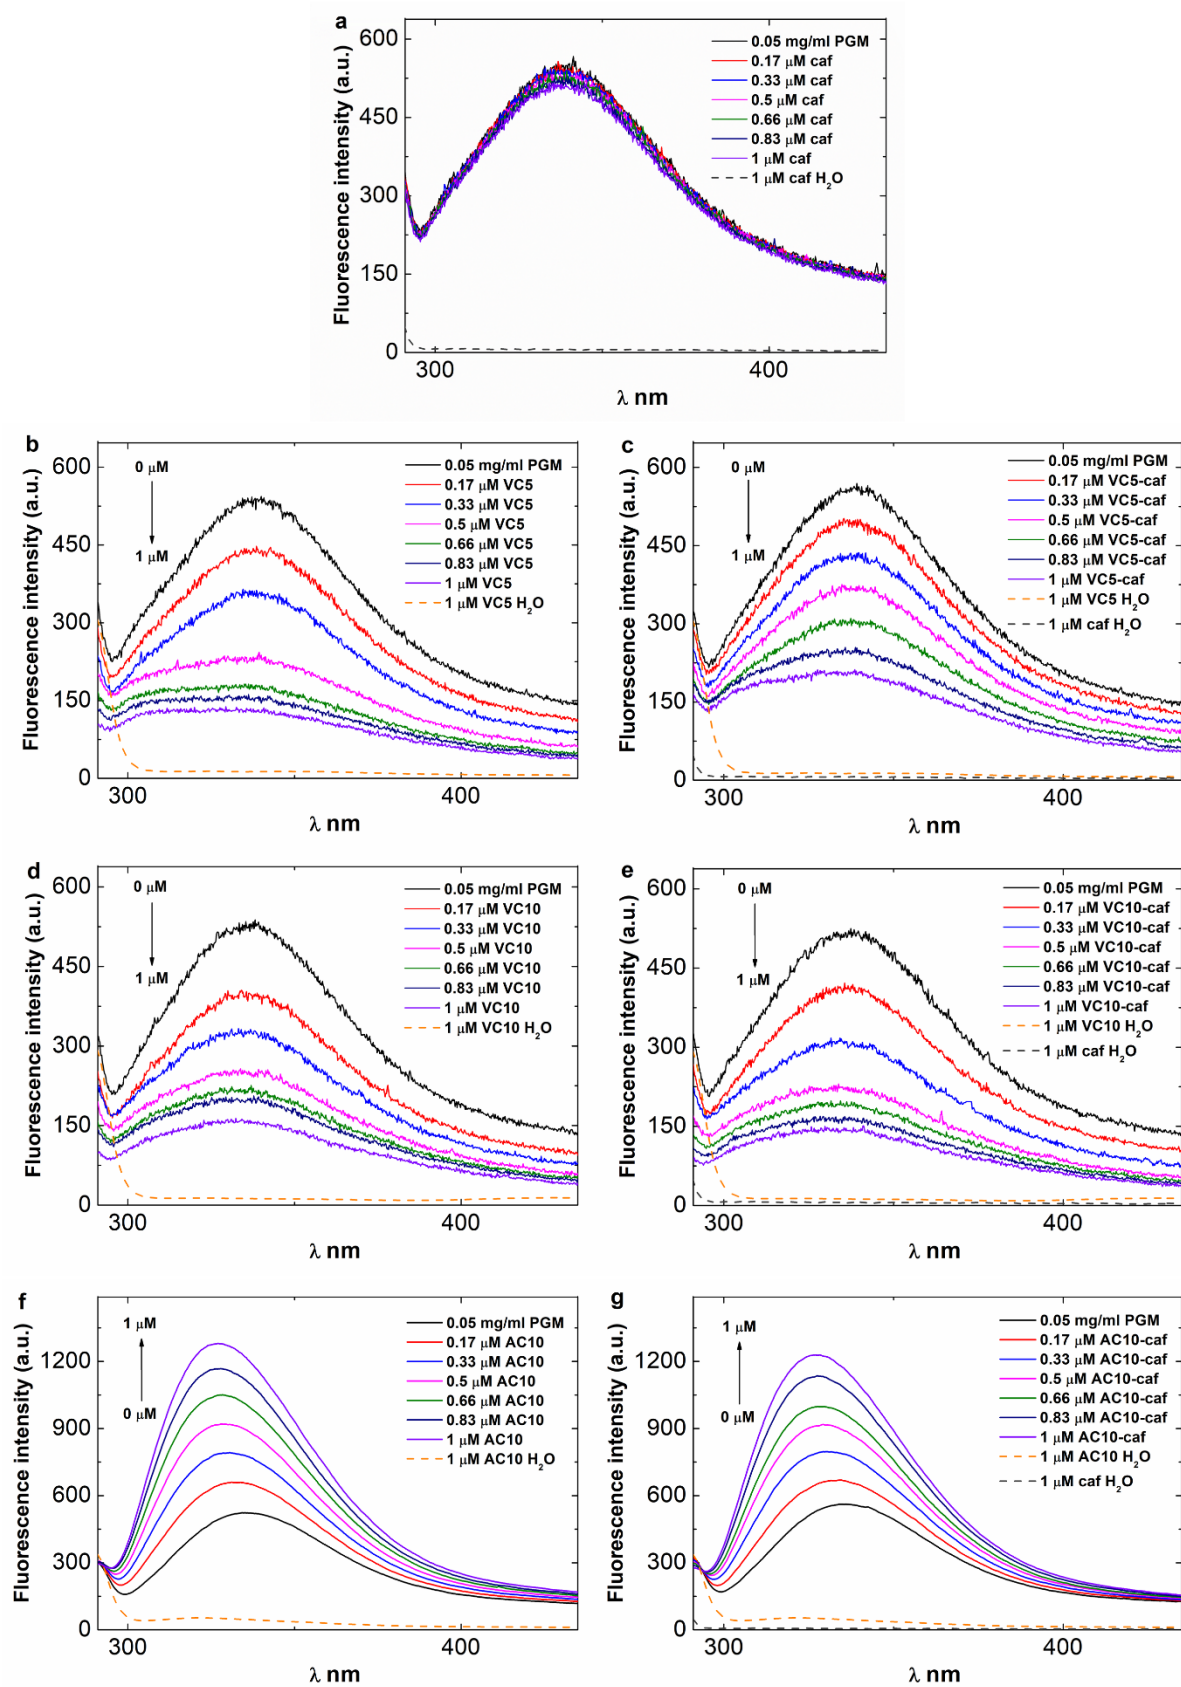 a
600
450
300
150
0
Fluorescence intensity (a.u.)
0.05 mg/ml PGM
0.17 μM caf
0.33 μM caf
0.5 μM caf
0.66 μM caf
0.83 μM caf
1 μM caf
1 μM caf H₂O
300 400
λ nm
b
600
450
300
150
0
Fluorescence intensity (a.u.)
0 μM
1 μM
0.05 mg/ml PGM
0.17 μM VC5
0.33 μM VC5
0.5 μM VC5
0.66 μM VC5
0.83 μM VC5
1 μM VC5
1 μM VC5 H₂O
300 400
λ nm
c
600
450
300
150
0
Fluorescence intensity (a.u.)
0 μM
1 μM
0.05 mg/ml PGM
0.17 μM VC5-caf
0.33 μM VC5-caf
0.5 μM VC5-caf
0.66 μM VC5-caf
0.83 μM VC5-caf
1 μM VC5-caf
1 μM VC5 H₂O
1 μM caf H₂O
300 400
λ nm
d
600
450
300
150
0
Fluorescence intensity (a.u.)
0 μM
1 μM
0.05 mg/ml PGM
0.17 μM VC10
0.33 μM VC10
0.5 μM VC10
0.66 μM VC10
0.83 μM VC10
1 μM VC10
1 μM VC10 H₂O
300 400
λ nm
e
600
450
300
150
0
Fluorescence intensity (a.u.)
0 μM
1 μM
0.05 mg/ml PGM
0.17 μM VC10-caf
0.33 μM VC10-caf
0.5 μM VC10-caf
0.66 μM VC10-caf
0.83 μM VC10-caf
1 μM VC10-caf
1 μM VC10 H₂O
1 μM caf H₂O
300 400
λ nm
f
1200
900
600
300
0
Fluorescence intensity (a.u.)
1 μM
0 μM
0.05 mg/ml PGM
0.17 μM AC10
0.33 μM AC10
0.5 μM AC10
0.66 μM AC10
0.83 μM AC10
1 μM AC10
1 μM AC10 H₂O
300 400
λ nm
g
1200
900
600
300
0
Fluorescence intensity (a.u.)
1 μM
0 μM
0.05 mg/ml PGM
0.17 μM AC10-caf
0.33 μM AC10-caf
0.5 μM AC10-caf
0.66 μM AC10-caf
0.83 μM AC10-caf
1 μM AC10-caf
1 μM AC10 H₂O
1 μM caf H₂O
300 400
λ nm